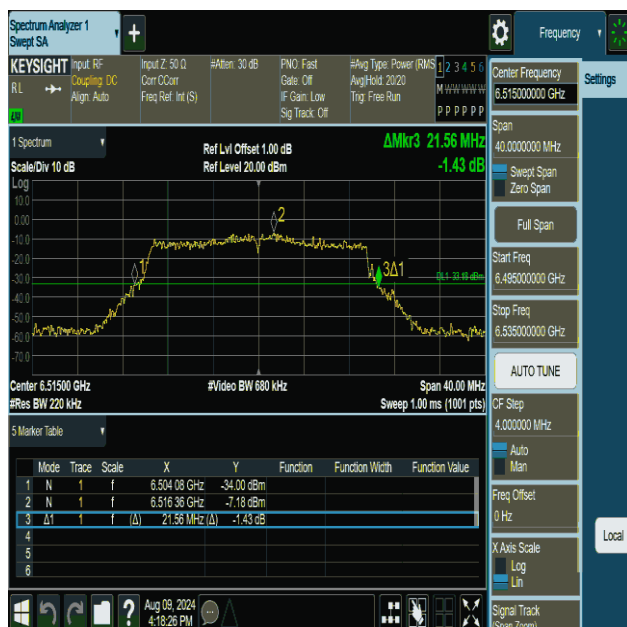 Spectrum Analyzer 1
Swept SA
Frequency
KEYSIGHT
RL
Input: RF
Coupling: DC
Align: Auto
Input Z: 50 Ω
Corr CCorr
Freq Ref: Int (S)
#Atten: 30 dB
PNO: Fast
Gate: Off
IF Gain: Low
Sig Track: Off
#Avg Type: Power (RMS
Avg|Hold: 20/20
Trig: Free Run
1 2 3 4 5 6
M W W W W W
P P P P P P
1 Spectrum
Scale/Div 10 dB
Ref Lvl Offset 1.00 dB
Ref Level 20.00 dBm
ΔMkr3 21.56 MHz
-1.43 dB
Log
10.0
0.00
-10.0
-20.0
-30.0
-40.0
-50.0
-60.0
-70.0
1
2
3Δ1
Center 6.51500 GHz
#Res BW 220 kHz
#Video BW 680 kHz
Span 40.00 MHz
Sweep 1.00 ms (1001 pts)
5 Marker Table
Mode Trace Scale X Y Function Function Width Function Value
1 N 1 f 6.504 08 GHz -34.00 dBm
2 N 1 f 6.516 36 GHz -7.18 dBm
3 Δ1 1 f (Δ) 21.56 MHz (Δ) -1.43 dB
4
5
6
Aug 09, 2024
4:18:26 PM
Center Frequency
6.515000000 GHz
Settings
Span
40.0000000 MHz
Swept Span
Zero Span
Full Span
Start Freq
6.495000000 GHz
Stop Freq
6.535000000 GHz
AUTO TUNE
CF Step
4.000000 MHz
Auto
Man
Freq Offset
0 Hz
Local
X Axis Scale
Log
Lin
Signal Track
(Span Zoom)